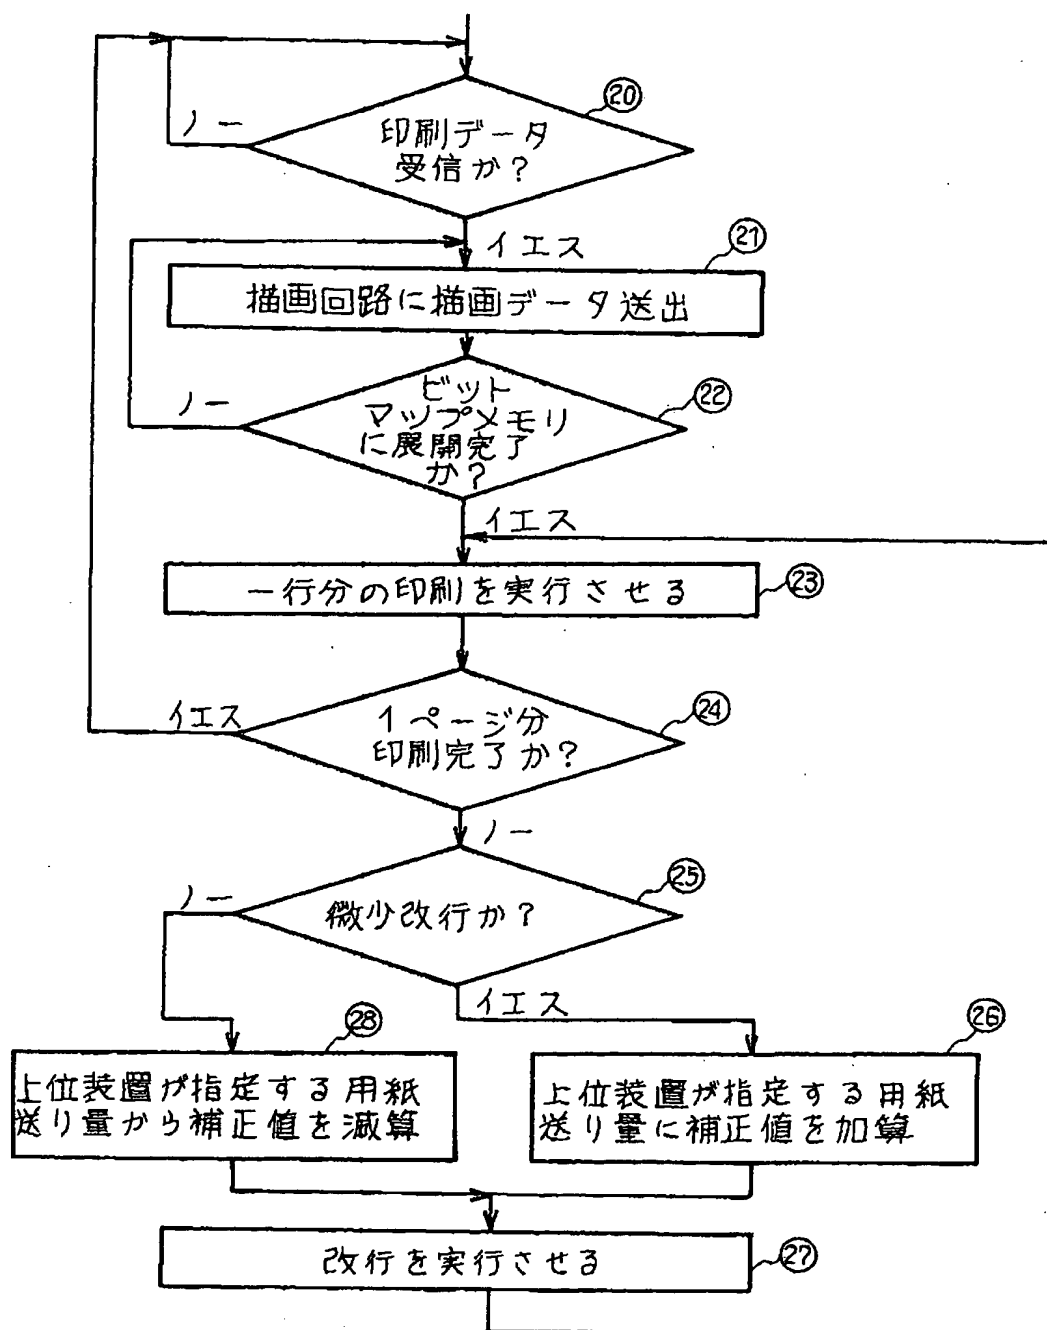 20
ノー
印刷データ
受信か?
イエス
21
描画回路に描画データ送出
ノー
ビット
マップメモリ
に展開完了
か?
22
イエス
一行分の印刷を実行させる
23
イエス
1ページ分
印刷完了か?
24
ノー
ノー
微少改行か?
25
イエス
28
上位装置が指定する用紙
送り量から補正値を減算
26
上位装置が指定する用紙
送り量に補正値を加算
改行を実行させる
27